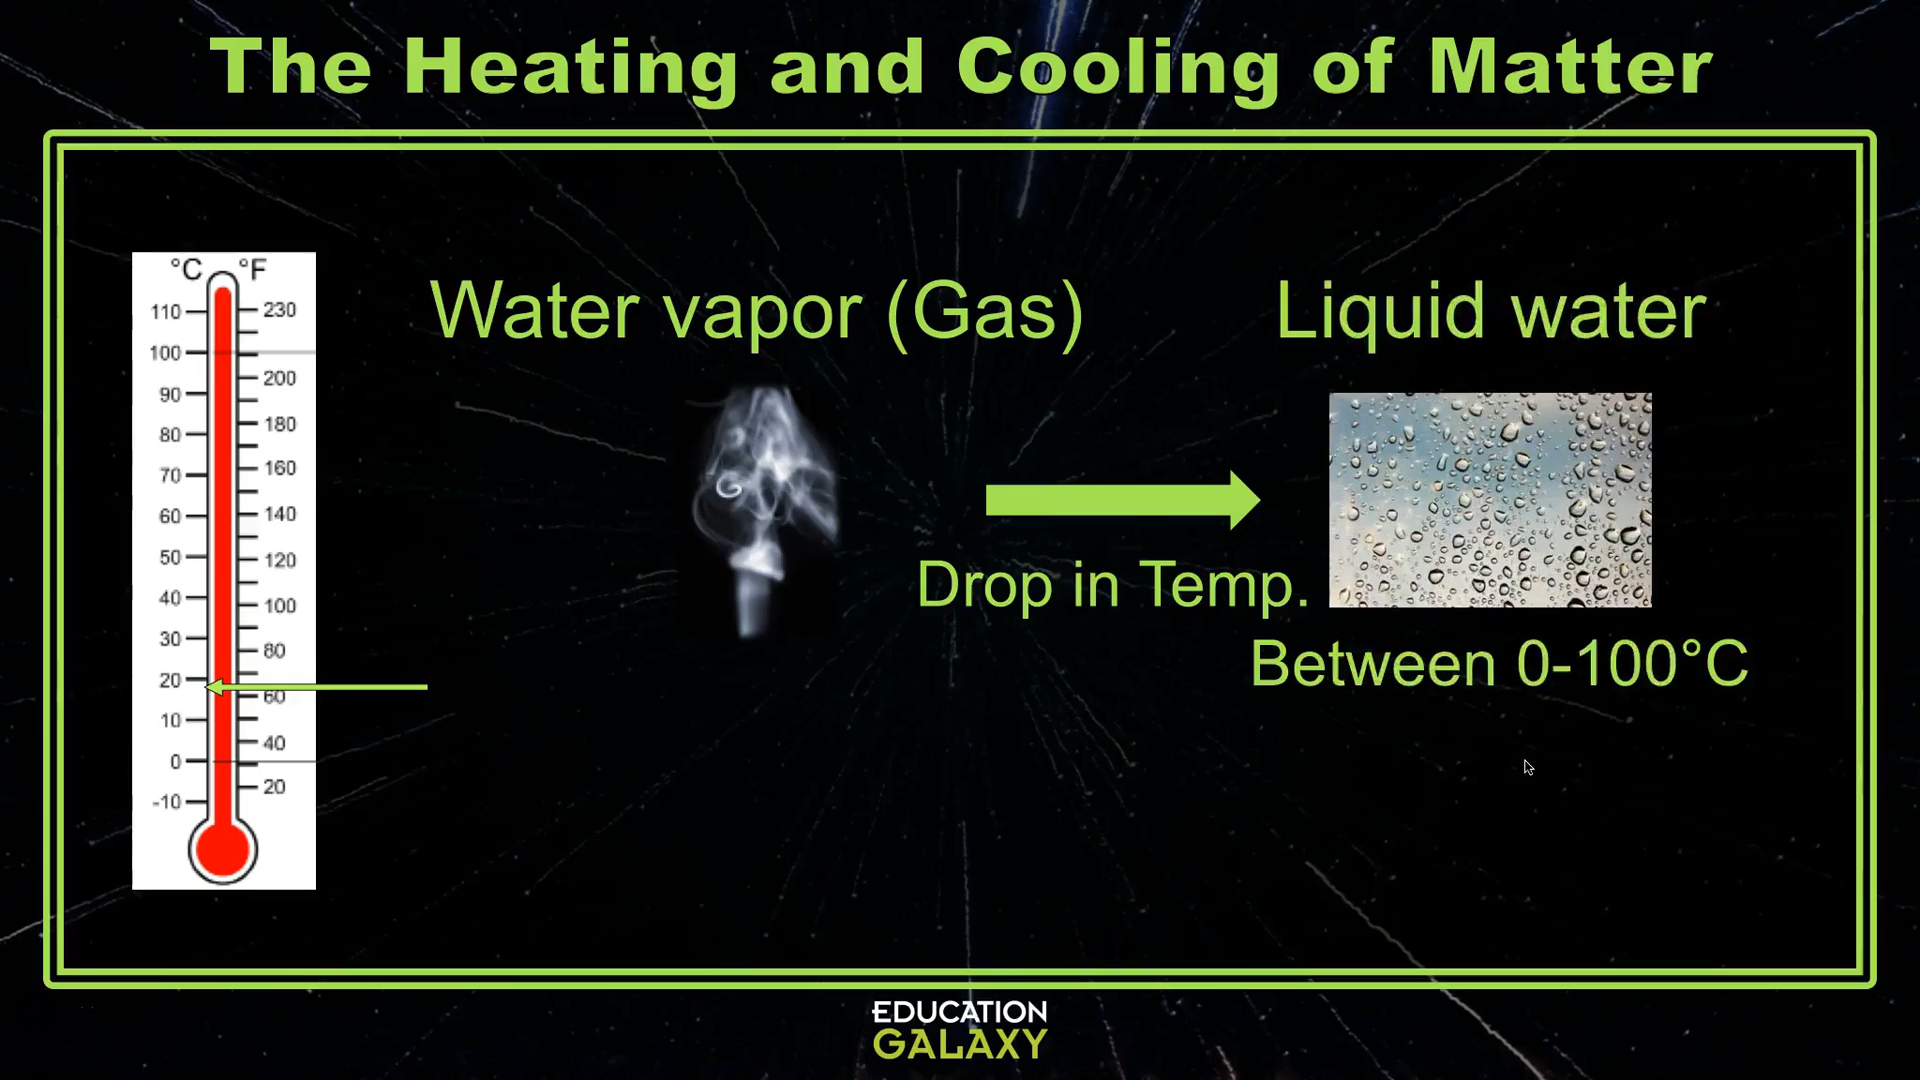 The Heating and Cooling of Matter
°C °F
110 230
100
200
90
180
80
160
70
140
60
120
50
100
40
30
80
20
60
10
40
0
20
-10
Water vapor (Gas)
Liquid water
Drop in Temp.
Between 0-100°C
EDUCATION
GALAXY